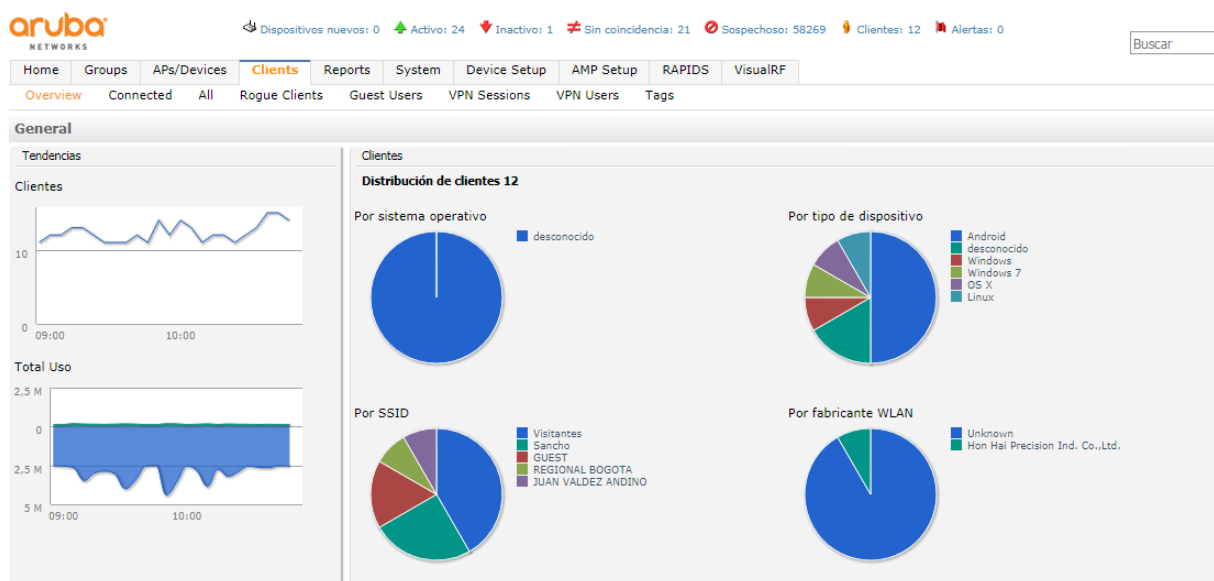 aruba
NETWORKS
Dispositivos nuevos: 0 Activo: 24 Inactivo: 1 Sin coincidencia: 21 Sospechoso: 58269 Clientes: 12 Alertas: 0
Buscar
Home Groups APs/Devices Clients Reports System Device Setup AMP Setup RAPIDS VisualRF
Overview Connected All Rogue Clients Guest Users VPN Sessions VPN Users Tags
General
Tendencias
Clientes
10
0
09:00 10:00
Total Uso
2,5 M
0
2,5 M
5 M
09:00 10:00
Clientes
Distribución de clientes 12
Por sistema operativo
desconocido
Por tipo de dispositivo
Android
desconocido
Windows
Windows 7
OS X
Linux
Por SSID
Visitantes
Sancho
GUEST
REGIONAL BOGOTA
JUAN VALDEZ ANDINO
Por fabricante WLAN
Unknown
Hon Hai Precision Ind. Co.,Ltd.